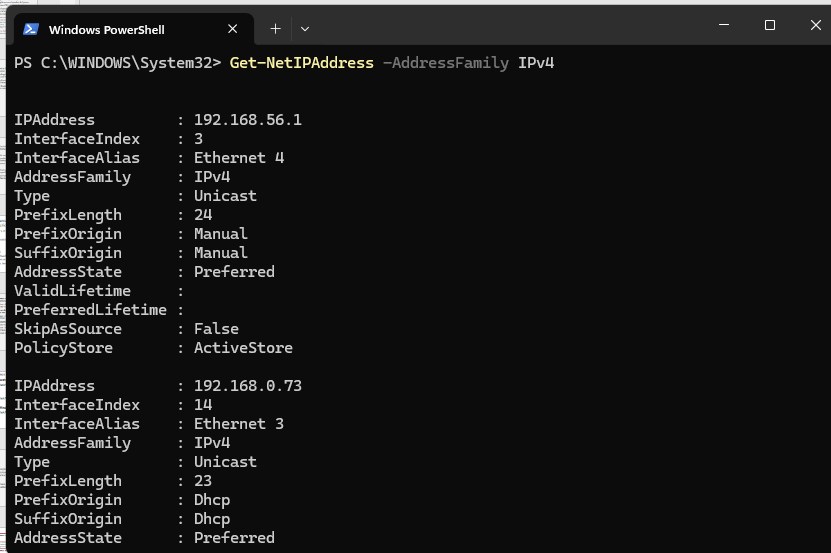 Windows PowerShell
PS C:\WINDOWS\System32> Get-NetIPAddress -AddressFamily IPv4
IPAddress : 192.168.56.1
InterfaceIndex : 3
InterfaceAlias : Ethernet 4
AddressFamily : IPv4
Type : Unicast
PrefixLength : 24
PrefixOrigin : Manual
SuffixOrigin : Manual
AddressState : Preferred
ValidLifetime :
PreferredLifetime :
SkipAsSource : False
PolicyStore : ActiveStore
IPAddress : 192.168.0.73
InterfaceIndex : 14
InterfaceAlias : Ethernet 3
AddressFamily : IPv4
Type : Unicast
PrefixLength : 23
PrefixOrigin : Dhcp
SuffixOrigin : Dhcp
AddressState : Preferred